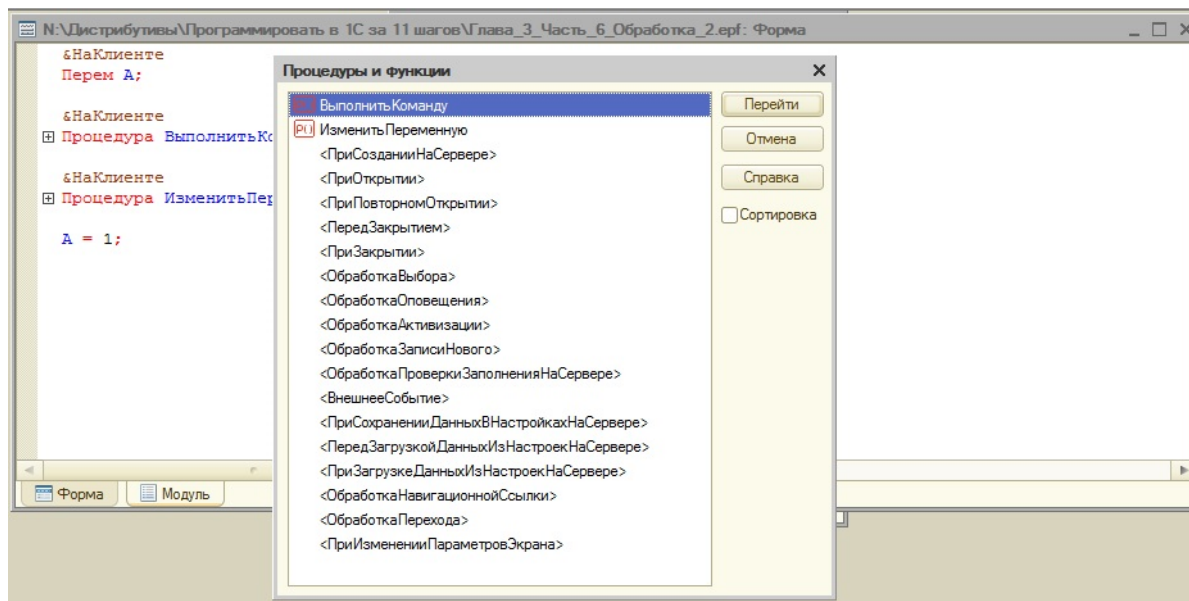 N:\Дистрибутивы\Программировать в 1С за 11 шагов\Глава_3_Часть_6_Обработка_2.epf: Форма
&НаКлиенте
Перем А;
&НаКлиенте
Процедура ВыполнитьКо
&НаКлиенте
Процедура ИзменитьПер
А = 1;
Форма
Модуль
Процедуры и функции
ВыполнитьКоманду
ИзменитьПеременную
<ПриСозданииНаСервере>
<ПриОткрытии>
<ПриПовторномОткрытии>
<ПередЗакрытием>
<ПриЗакрытии>
<ОбработкаВыбора>
<ОбработкаОповещения>
<ОбработкаАктивизации>
<ОбработкаЗаписиНового>
<ОбработкаПроверкиЗаполненияНаСервере>
<ВнешнееСобытие>
<ПриСохраненииДанныхВНастройкахНаСервере>
<ПередЗагрузкойДанныхИзНастроекНаСервере>
<ПриЗагрузкеДанныхИзНастроекНаСервере>
<ОбработкаНавигационнойСсылки>
<ОбработкаПерехода>
<ПриИзмененииПараметровЭкрана>
Перейти
Отмена
Справка
Сортировка